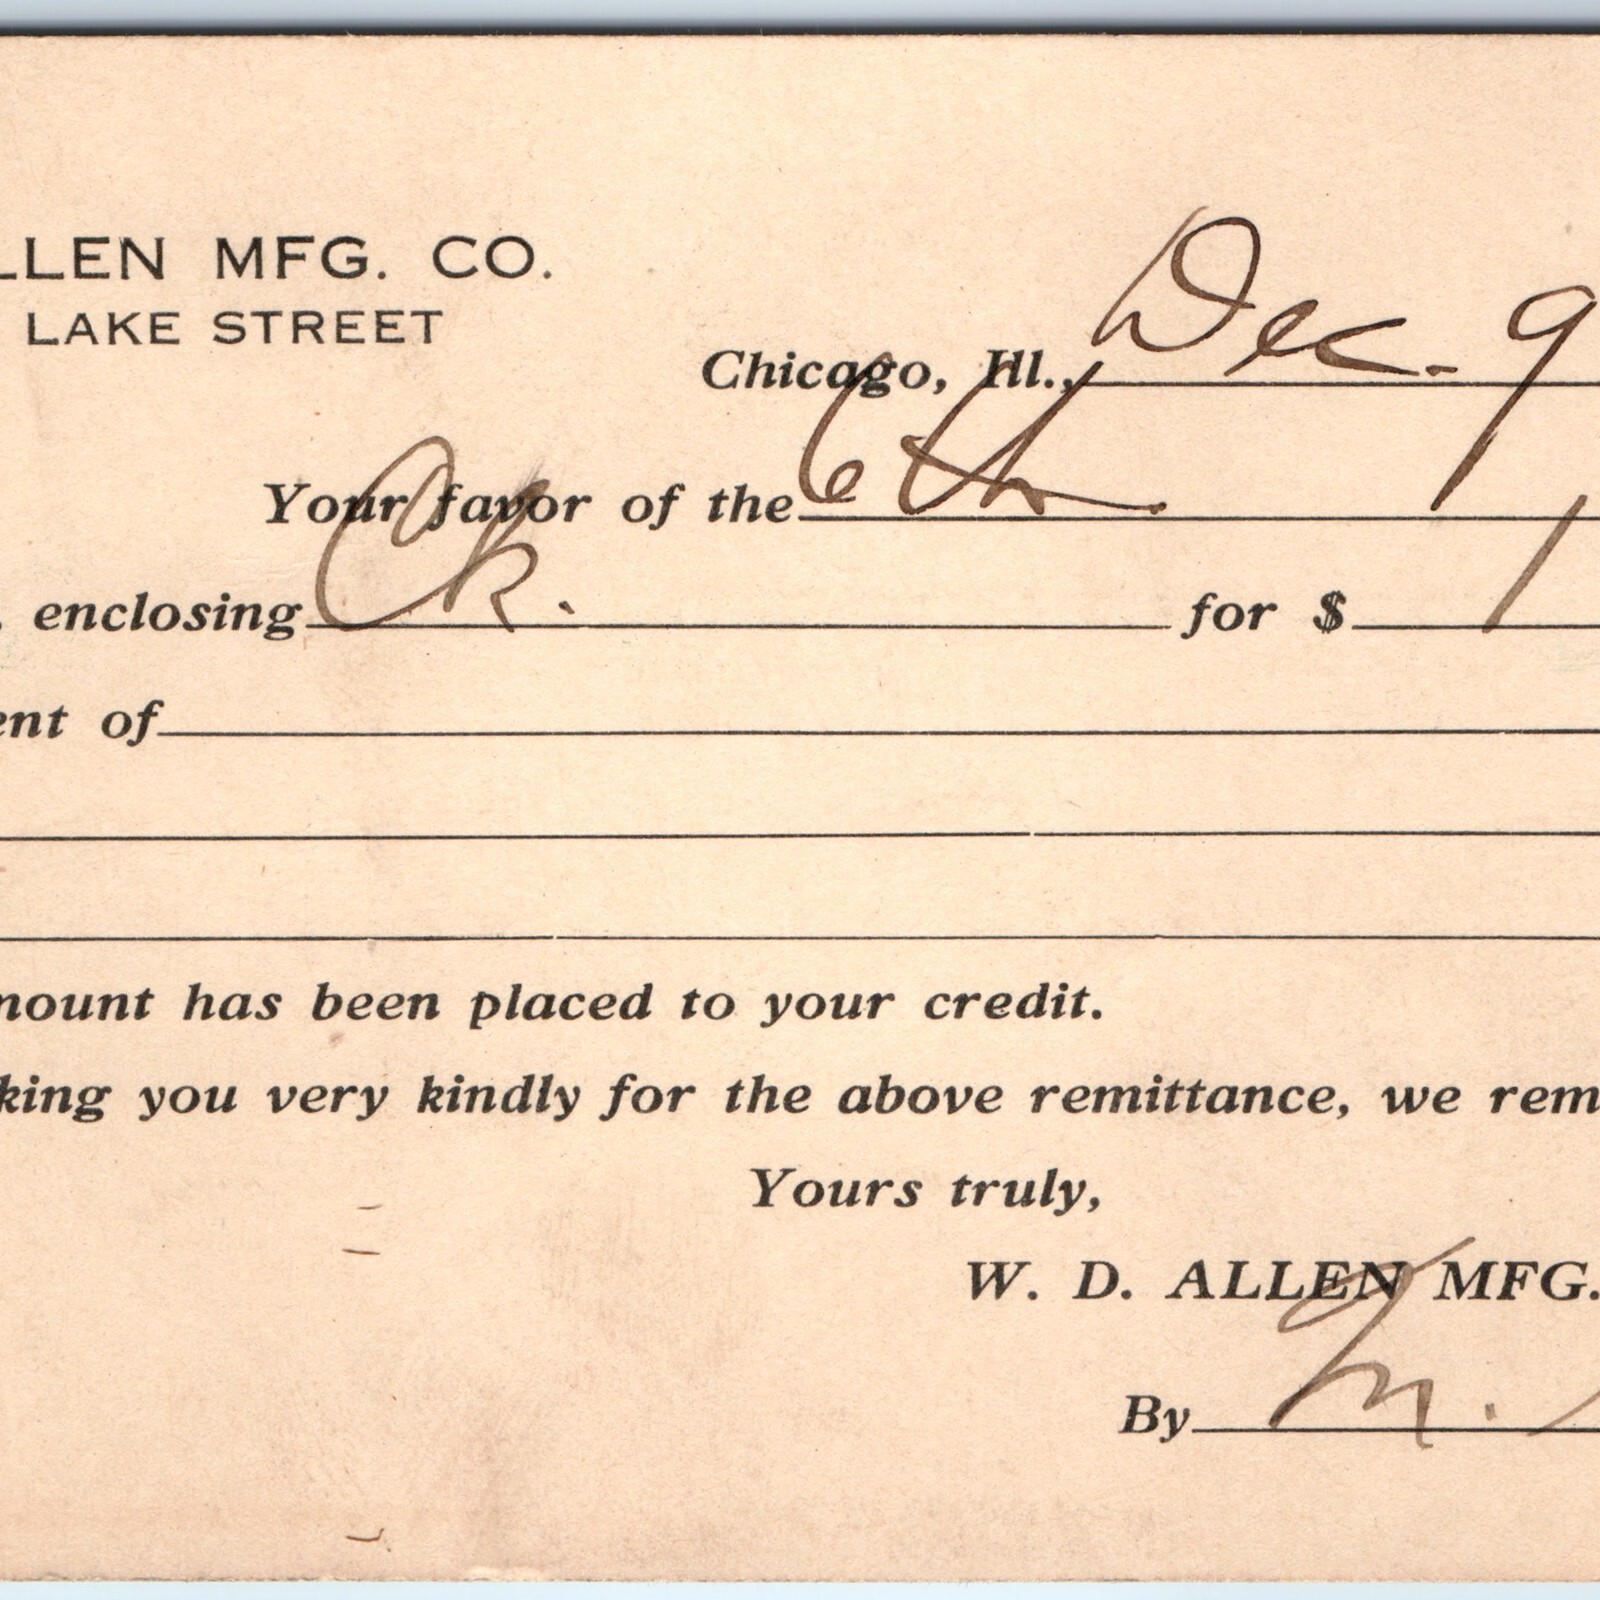 LLEN MFG. CO.
LAKE STREET
Chicago, Ill., Dec. 9
Your favor of the 6th.
. enclosing Ck. for $ 1
ent of
mount has been placed to your credit.
king you very kindly for the above remittance, we rem
Yours truly,
W. D. ALLEN MFG.
By M.